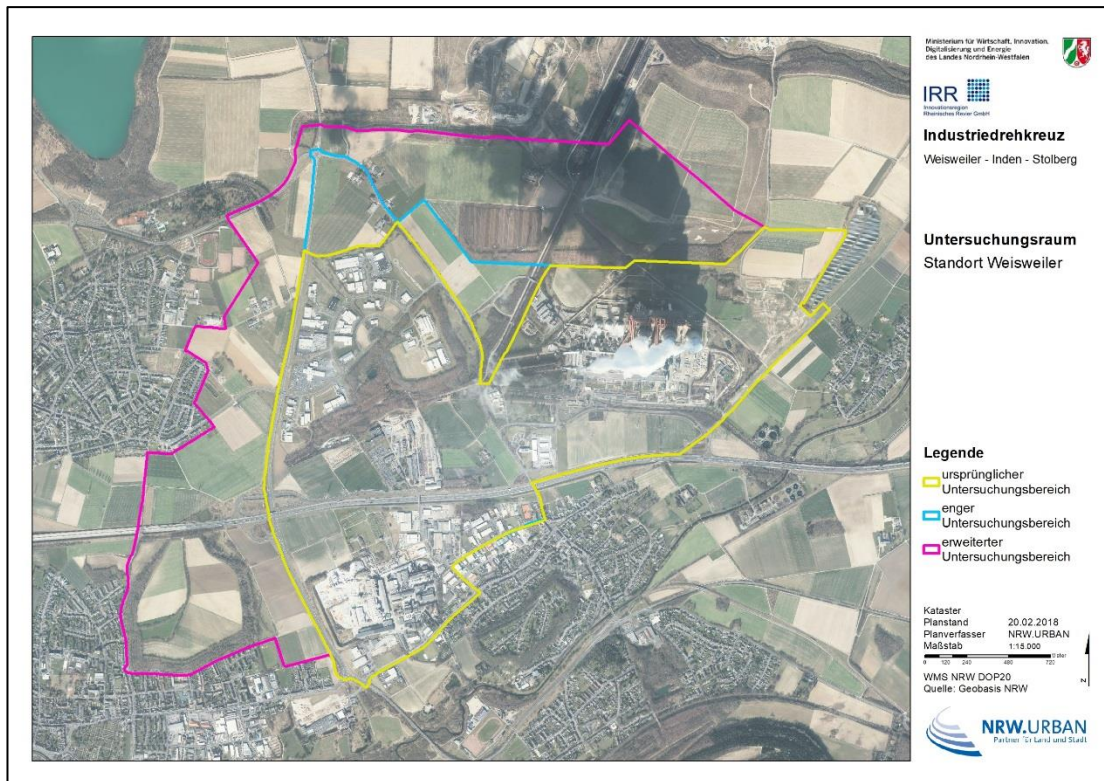 Ministerium für Wirtschaft, Innovation,
Digitalisierung und Energie
des Landes Nordrhein-Westfalen
IRR
Innovationsregion
Rheinisches Revier GmbH
Industriedrehkreuz
Weisweiler - Inden - Stolberg
Untersuchungsraum
Standort Weisweiler
Legende
ursprünglicher
Untersuchungsbereich
enger
Untersuchungsbereich
erweiterter
Untersuchungsbereich
Kataster
Planstand 20.02.2018
Planverfasser NRW.URBAN
Maßstab 1:15.000
0 120 240 480 720
WMS NRW DOP20
Quelle: Geobasis NRW
N
NRW.URBAN
Partner für Land und Stadt